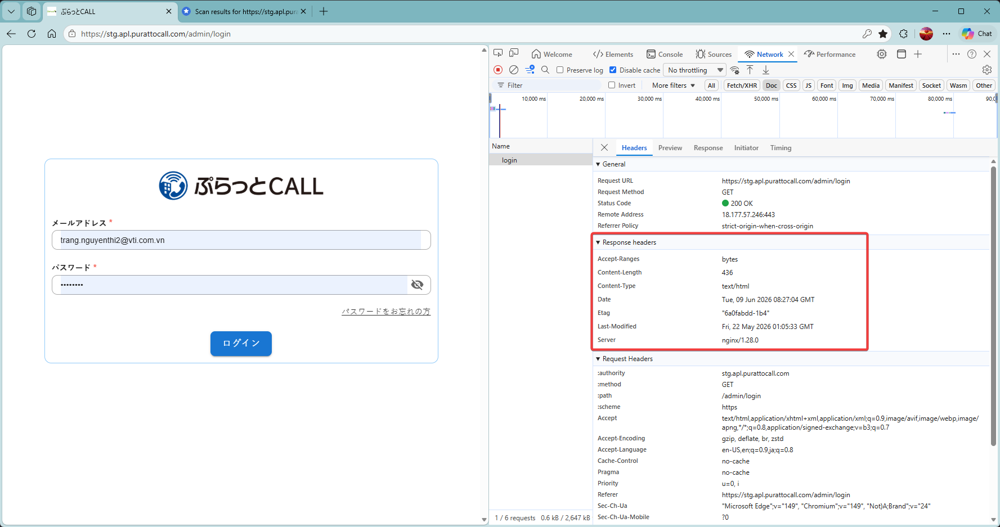 ぷらっとCALL
Scan results for https://stg.apl.pura
https://stg.apl.purattocall.com/admin/login
Chat
ぷらっとCALL
メールアドレス *
trang.nguyenthi2@vti.com.vn
パスワード *
••••••••
パスワードをお忘れの方
ログイン
Welcome Elements Console Sources Network Performance
Preserve log Disable cache No throttling
Filter Invert More filters All Fetch/XHR Doc CSS JS Font Img Media Manifest Socket Wasm Other
10,000 ms 20,000 ms 30,000 ms 40,000 ms 50,000 ms 60,000 ms 70,000 ms 80,000 ms 90,0
Name
login
1 / 6 requests 0.6 kB / 2,647 kB
Headers Preview Response Initiator Timing
General
Request URL https://stg.apl.purattocall.com/admin/login
Request Method GET
Status Code 200 OK
Remote Address 18.177.57.246:443
Referrer Policy strict-origin-when-cross-origin
Response headers
Accept-Ranges bytes
Content-Length 436
Content-Type text/html
Date Tue, 09 Jun 2026 08:27:04 GMT
Etag "6a0fabdd-1b4"
Last-Modified Fri, 22 May 2026 01:05:33 GMT
Server nginx/1.28.0
Request Headers
:authority stg.apl.purattocall.com
:method GET
:path /admin/login
:scheme https
Accept text/html,application/xhtml+xml,application/xml;q=0.9,image/avif,image/webp,image/
apng,*/*;q=0.8,application/signed-exchange;v=b3;q=0.7
Accept-Encoding gzip, deflate, br, zstd
Accept-Language en-US,en;q=0.9,ja;q=0.8
Cache-Control no-cache
Pragma no-cache
Priority u=0, i
Referer https://stg.apl.purattocall.com/admin/login
Sec-Ch-Ua "Microsoft Edge";v="149", "Chromium";v="149", "Not)A;Brand";v="24"
Sec-Ch-Ua-Mobile ?0